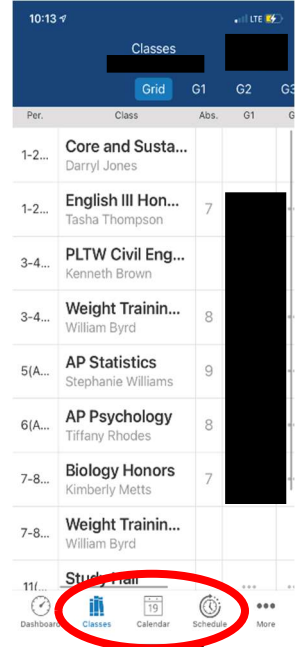 10:13 LTE
Classes
Grid G1 G2 G3
Per. Class Abs. G1 G
1-2... Core and Susta...
Darryl Jones
1-2... English III Hon... 7
Tasha Thompson
3-4... PLTW Civil Eng...
Kenneth Brown
3-4... Weight Trainin... 8
William Byrd
5(A... AP Statistics 9
Stephanie Williams
6(A... AP Psychology 8
Tiffany Rhodes
7-8... Biology Honors 7
Kimberly Metts
7-8... Weight Trainin...
William Byrd
11(... Study Hall ...
19
Dashboard Classes Calendar Schedule More